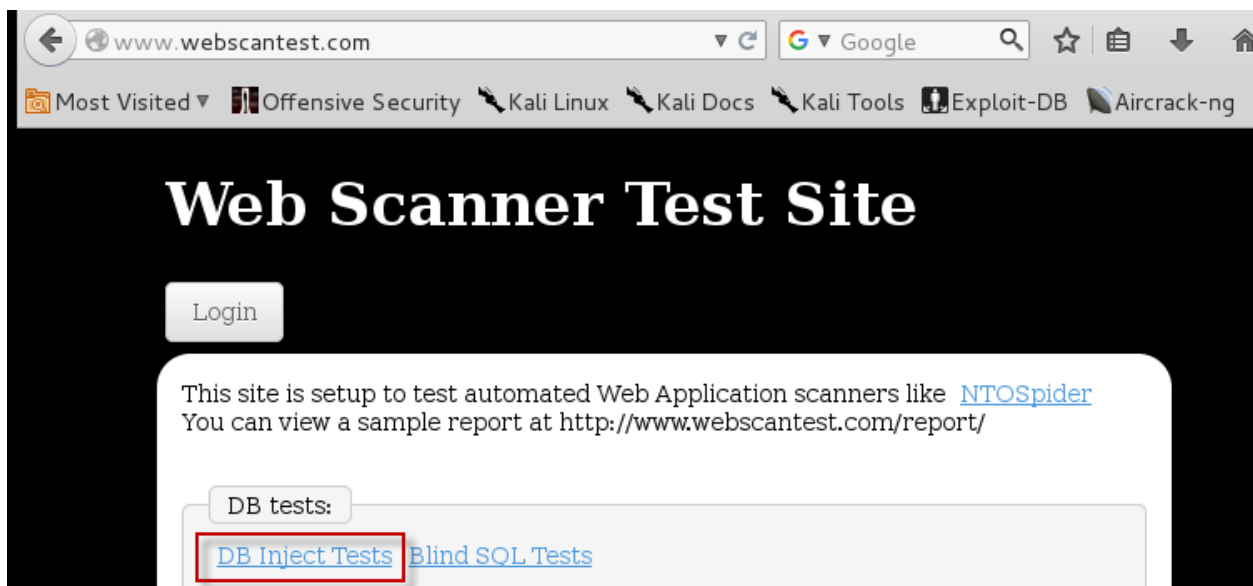 www.webscantest.com Google
Most Visited Offensive Security Kali Linux Kali Docs Kali Tools Exploit-DB Aircrack-ng
Web Scanner Test Site
Login
This site is setup to test automated Web Application scanners like NTOSpider
You can view a sample report at http://www.webscantest.com/report/
DB tests:
DB Inject Tests Blind SQL Tests